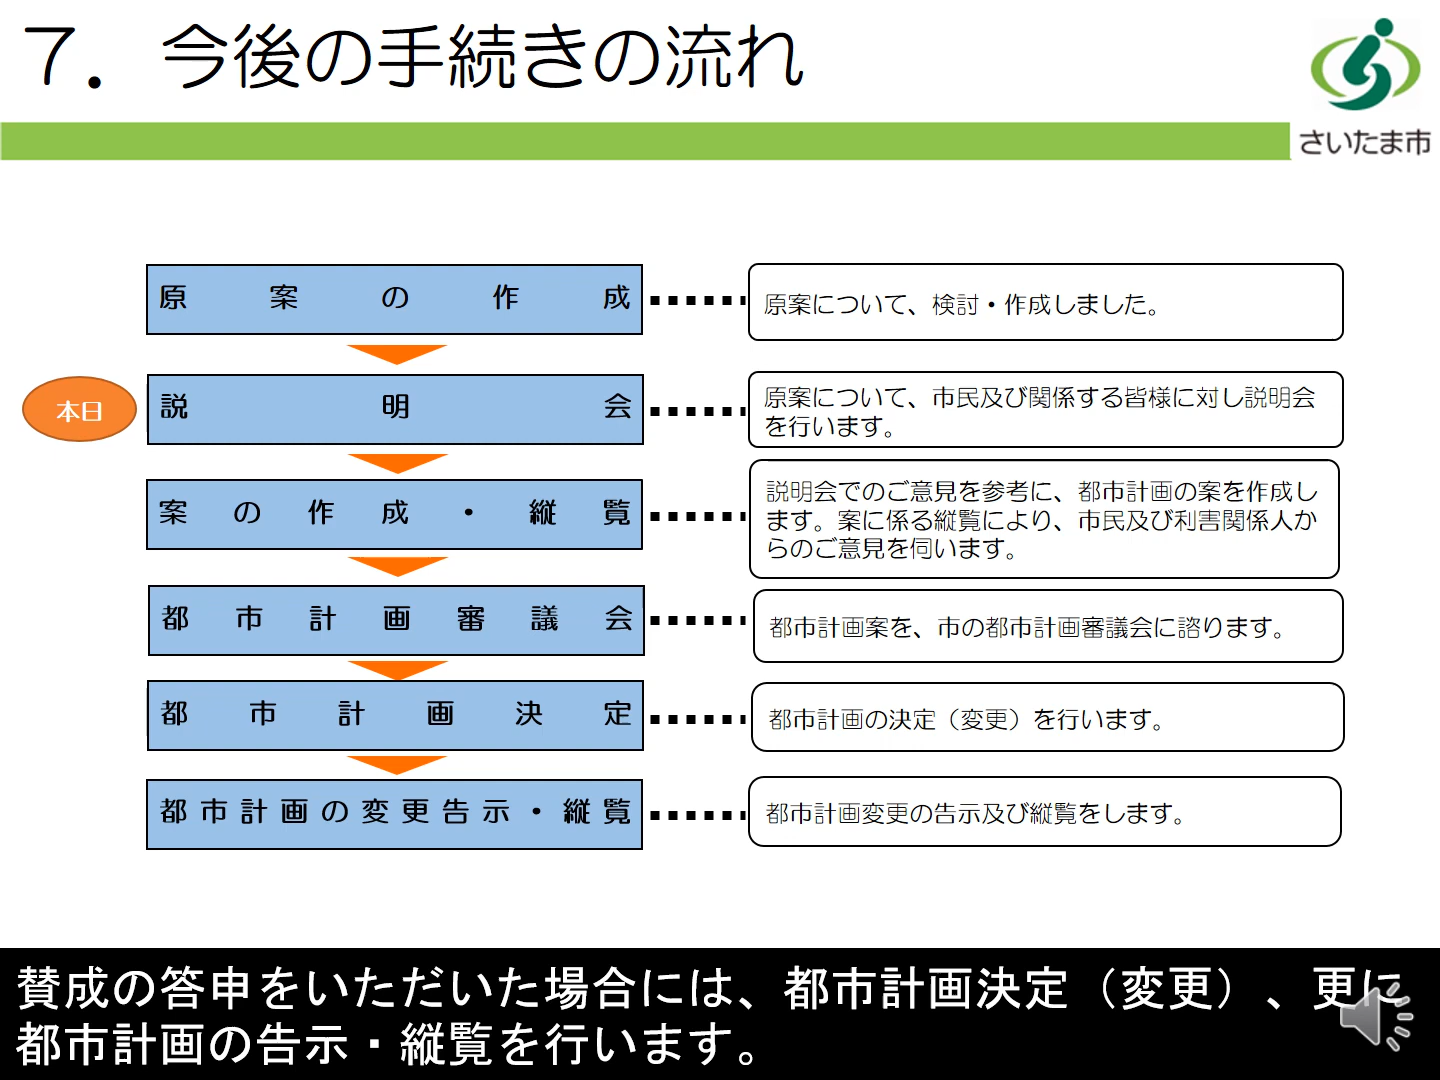 ７．今後の手続きの流れ
さいたま市
原案の作成
原案について、検討・作成しました。
本日
説明会
原案について、市民及び関係する皆様に対し説明会
を行います。
案の作成・縦覧
説明会でのご意見を参考に、都市計画の案を作成し
ます。案に係る縦覧により、市民及び利害関係人か
らのご意見を伺います。
都市計画審議会
都市計画案を、市の都市計画審議会に諮ります。
都市計画決定
都市計画の決定（変更）を行います。
都市計画の変更告示・縦覧
都市計画変更の告示及び縦覧をします。
賛成の答申をいただいた場合には、都市計画決定（変更）、更に
都市計画の告示・縦覧を行います。